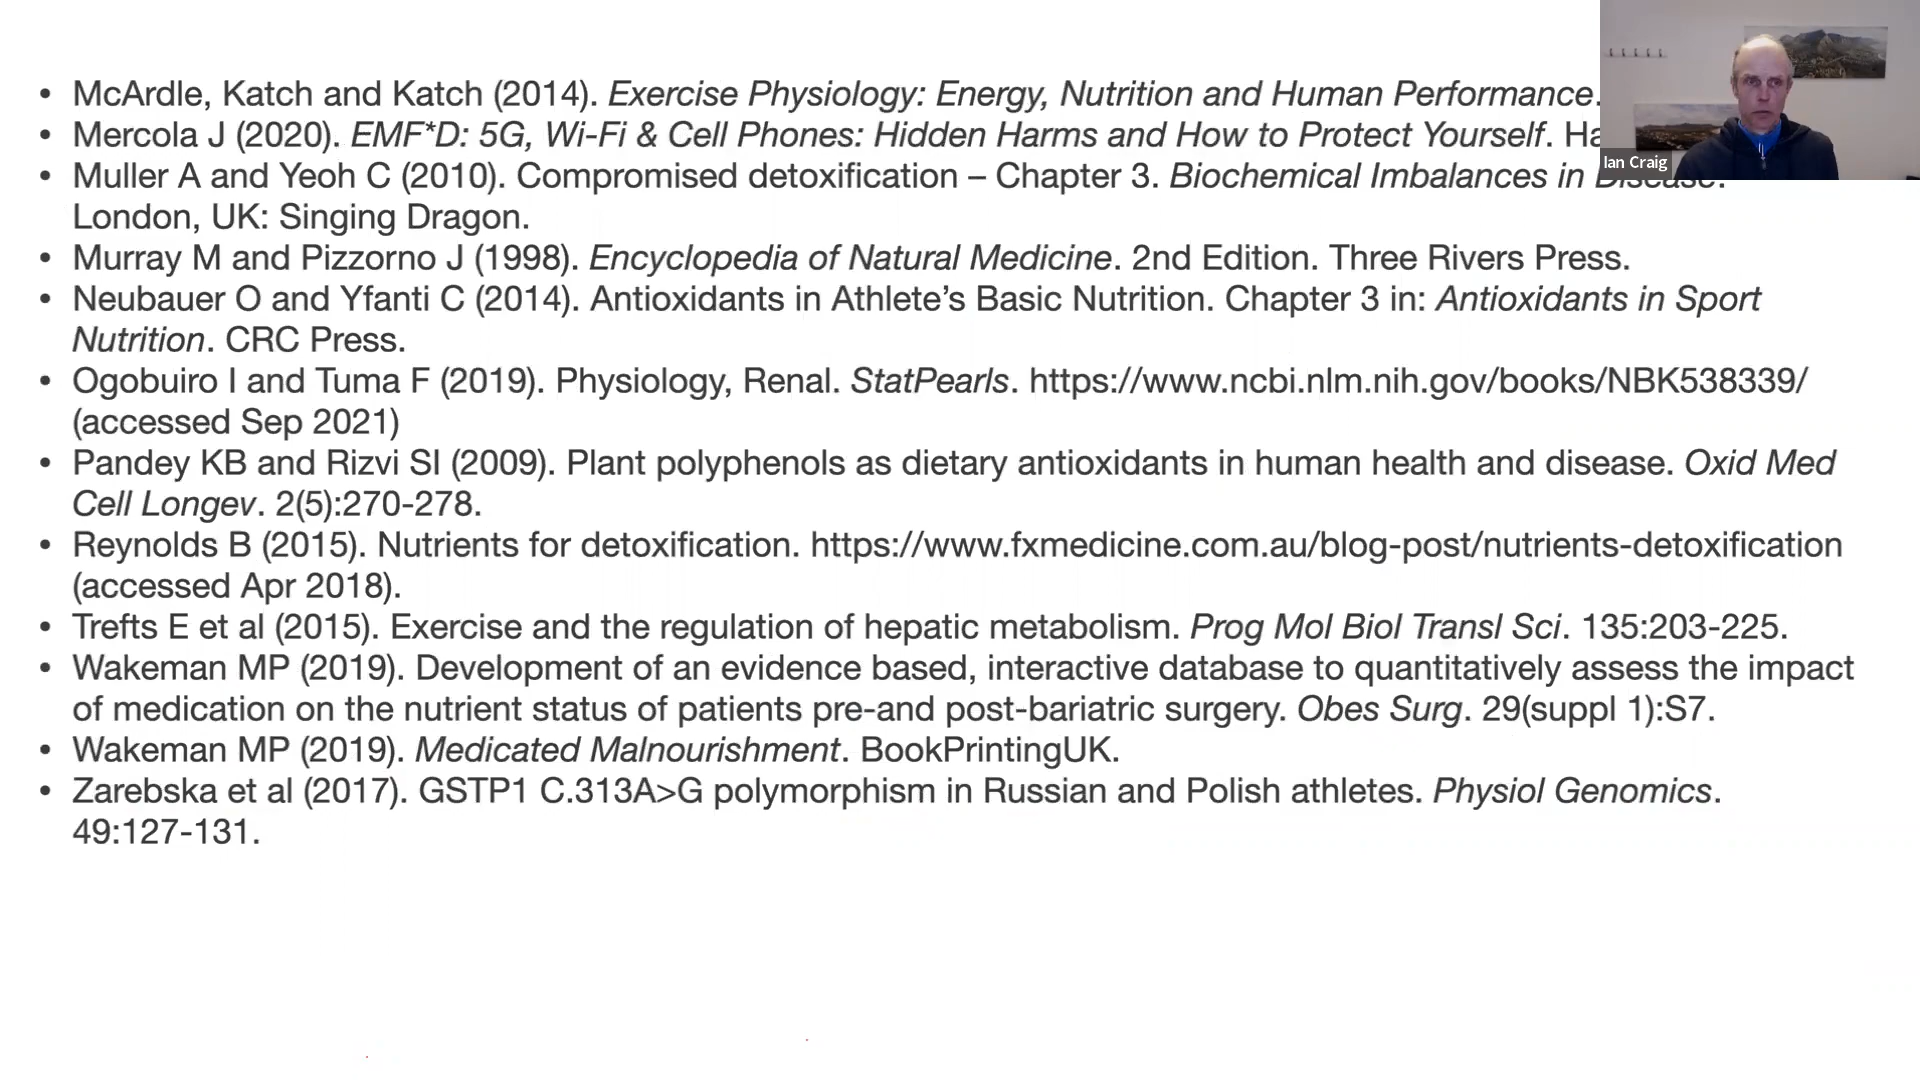 • McArdle, Katch and Katch (2014). Exercise Physiology: Energy, Nutrition and Human Performance.
• Mercola J (2020). EMF*D: 5G, Wi-Fi & Cell Phones: Hidden Harms and How to Protect Yourself.
Ian Craig
• Muller A and Yeoh C (2010). Compromised detoxification – Chapter 3. Biochemical Imbalances in Disease.
London, UK: Singing Dragon.
• Murray M and Pizzorno J (1998). Encyclopedia of Natural Medicine. 2nd Edition. Three Rivers Press.
• Neubauer O and Yfanti C (2014). Antioxidants in Athlete’s Basic Nutrition. Chapter 3 in: Antioxidants in Sport
Nutrition. CRC Press.
• Ogobuiro I and Tuma F (2019). Physiology, Renal. StatPearls. https://www.ncbi.nlm.nih.gov/books/NBK538339/
(accessed Sep 2021)
• Pandey KB and Rizvi SI (2009). Plant polyphenols as dietary antioxidants in human health and disease. Oxid Med
Cell Longev. 2(5):270-278.
• Reynolds B (2015). Nutrients for detoxification. https://www.fxmedicine.com.au/blog-post/nutrients-detoxification
(accessed Apr 2018).
• Trefts E et al (2015). Exercise and the regulation of hepatic metabolism. Prog Mol Biol Transl Sci. 135:203-225.
• Wakeman MP (2019). Development of an evidence based, interactive database to quantitatively assess the impact
of medication on the nutrient status of patients pre-and post-bariatric surgery. Obes Surg. 29(suppl 1):S7.
• Wakeman MP (2019). Medicated Malnourishment. BookPrintingUK.
• Zarebska et al (2017). GSTP1 C.313A>G polymorphism in Russian and Polish athletes. Physiol Genomics.
49:127-131.